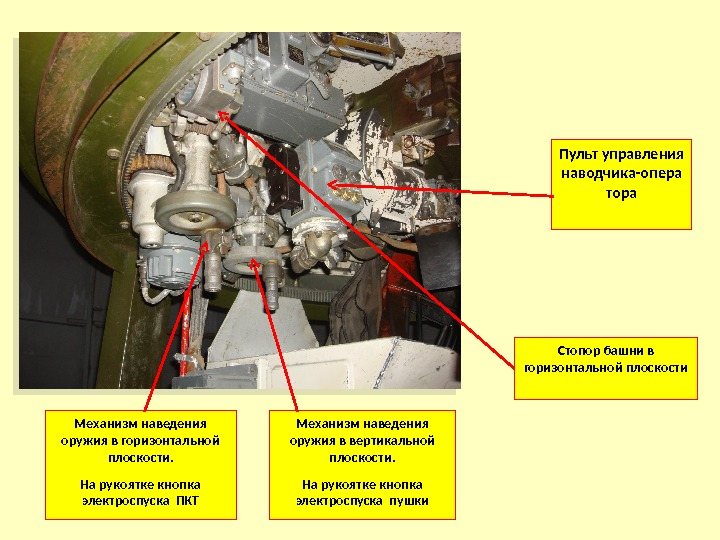 Пульт управления
наводчика-опера
тора
Стопор башни в
горизонтальной плоскости
Механизм наведения
оружия в горизонтальной
плоскости.
На рукоятке кнопка
электроспуска ПКТ
Механизм наведения
оружия в вертикальной
плоскости.
На рукоятке кнопка
электроспуска пушки